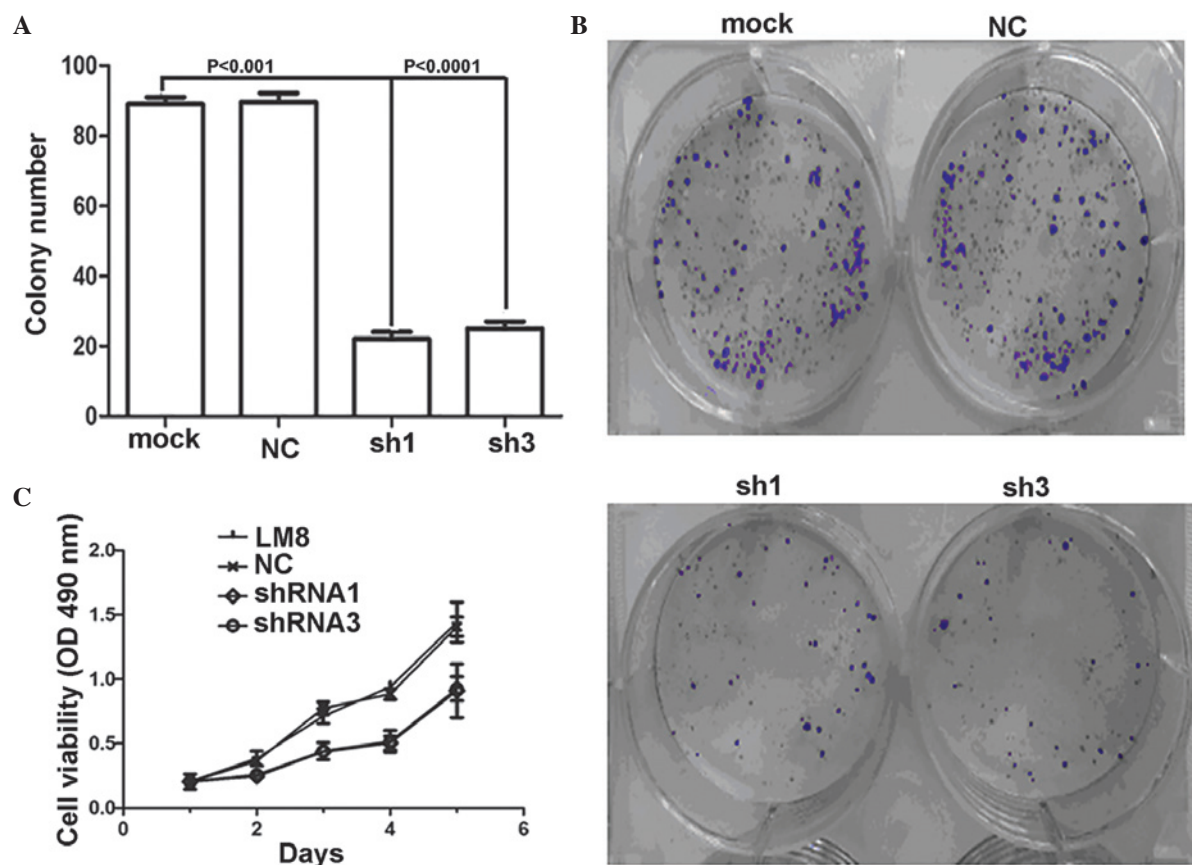 A
P<0.001 P<0.0001
100
80
60
40
20
0
Colony number
mock NC sh1 sh3
B
mock NC
sh1 sh3
C
LM8
NC
shRNA1
shRNA3
2.0
1.5
1.0
0.5
0.0
Cell viability (OD 490 nm)
0 2 4 6
Days